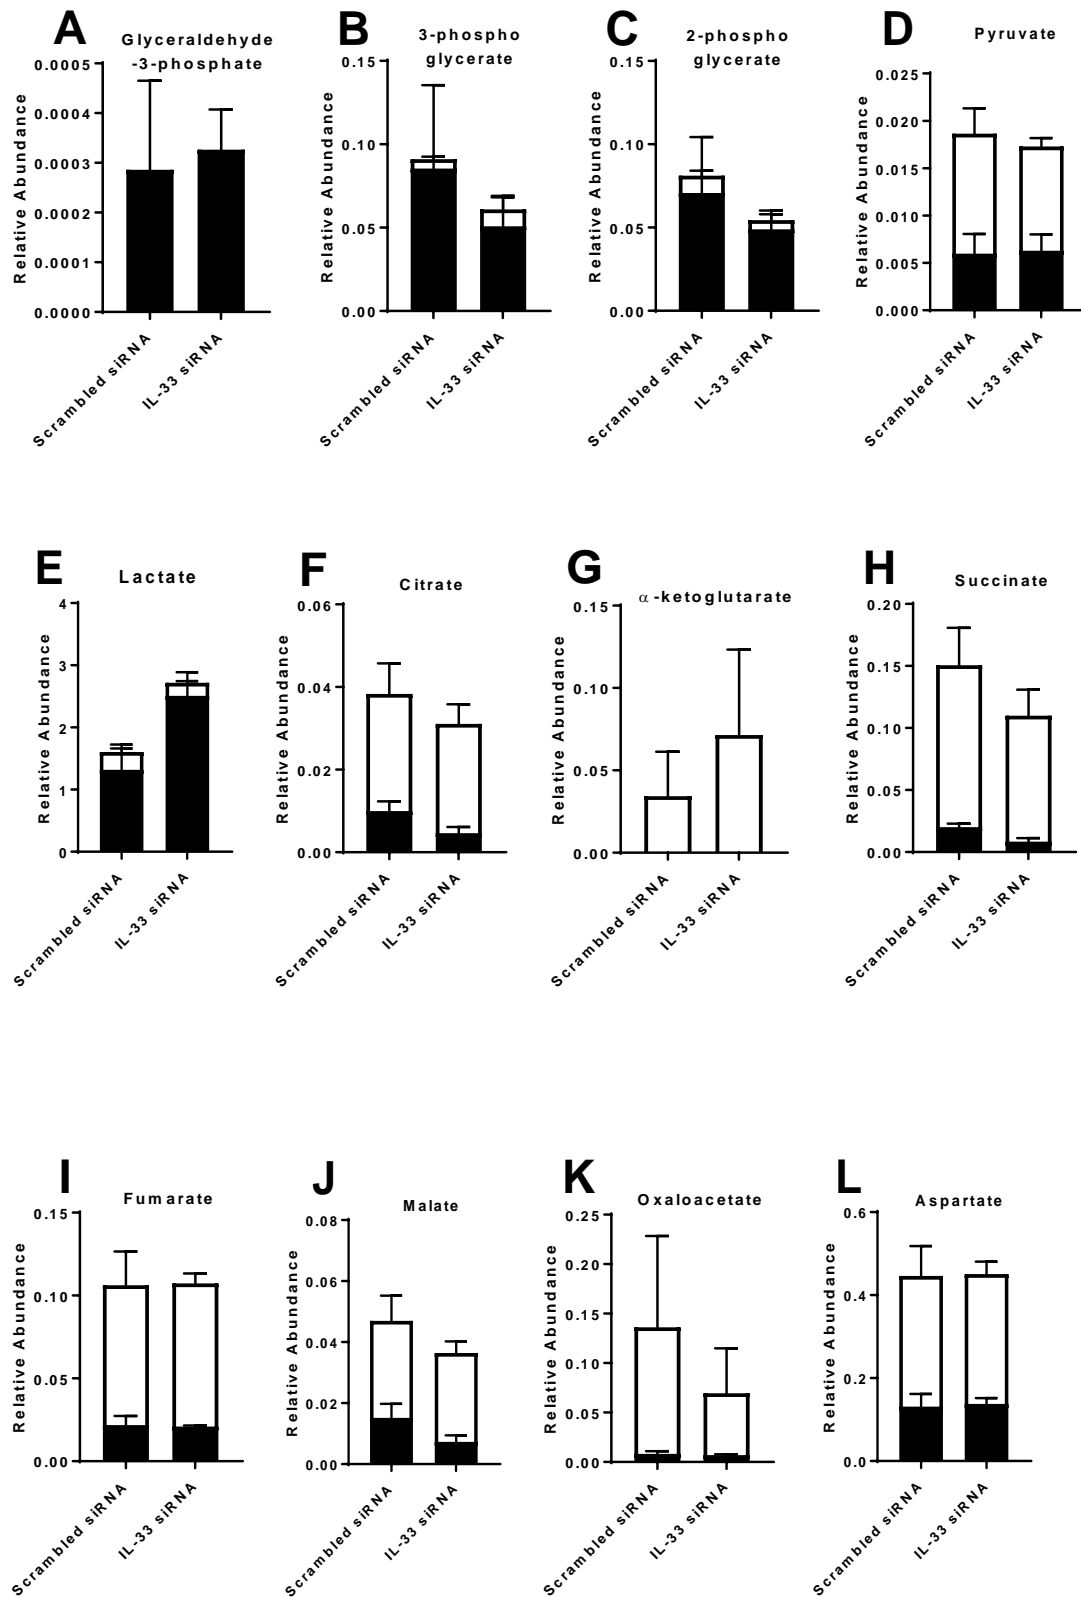 A
Glyceraldehyde
-3-phosphate
Relative Abundance
0.0005
0.0004
0.0003
0.0002
0.0001
0.0000
Scrambled siRNA
IL-33 siRNA
B
3-phospho
glycerate
Relative Abundance
0.15
0.10
0.05
0.00
Scrambled siRNA
IL-33 siRNA
C
2-phospho
glycerate
Relative Abundance
0.15
0.10
0.05
0.00
Scrambled siRNA
IL-33 siRNA
D
Pyruvate
Relative Abundance
0.025
0.020
0.015
0.010
0.005
0.000
Scrambled siRNA
IL-33 siRNA
E
Lactate
Relative Abundance
4
3
2
1
0
Scrambled siRNA
IL-33 siRNA
F
Citrate
Relative Abundance
0.06
0.04
0.02
0.00
Scrambled siRNA
IL-33 siRNA
G
α-ketoglutarate
Relative Abundance
0.15
0.10
0.05
0.00
Scrambled siRNA
IL-33 siRNA
H
Succinate
Relative Abundance
0.20
0.15
0.10
0.05
0.00
Scrambled siRNA
IL-33 siRNA
I
Fumarate
Relative Abundance
0.15
0.10
0.05
0.00
Scrambled siRNA
IL-33 siRNA
J
Malate
Relative Abundance
0.08
0.06
0.04
0.02
0.00
Scrambled siRNA
IL-33 siRNA
K
Oxaloacetate
Relative Abundance
0.25
0.20
0.15
0.10
0.05
0.00
Scrambled siRNA
IL-33 siRNA
L
Aspartate
Relative Abundance
0.6
0.4
0.2
0.0
Scrambled siRNA
IL-33 siRNA